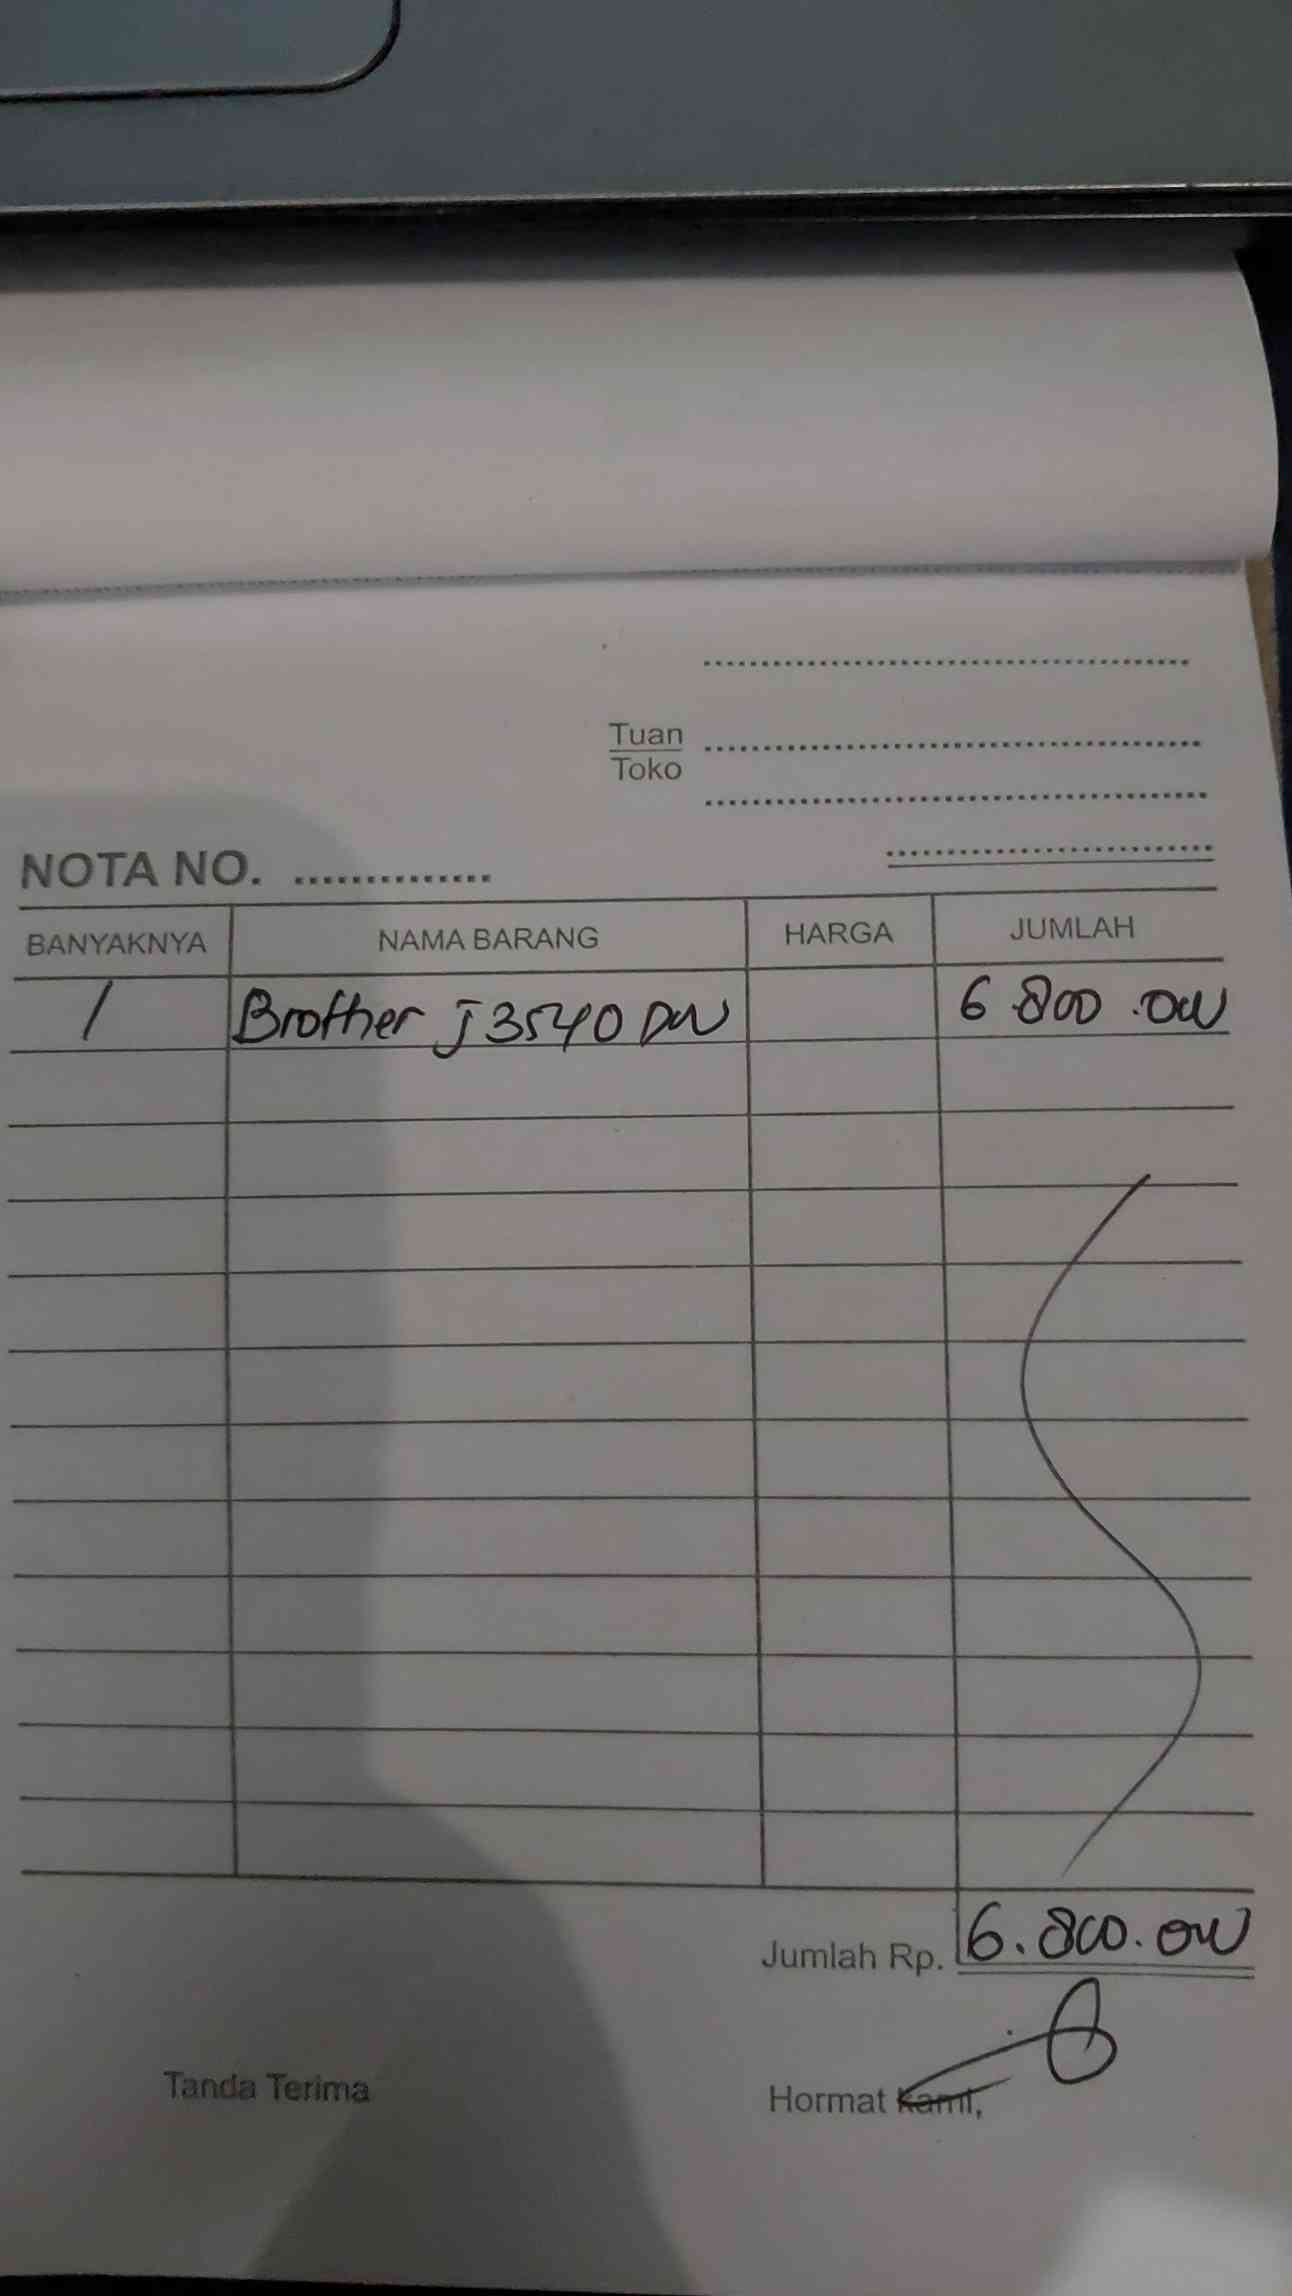 Tuan
Toko
NOTA NO. ..............
BANYAKNYA NAMA BARANG HARGA JUMLAH
1 Brother J3540 DW 6.800.000
Jumlah Rp. 6.800.000
Tanda Terima Hormat kami,